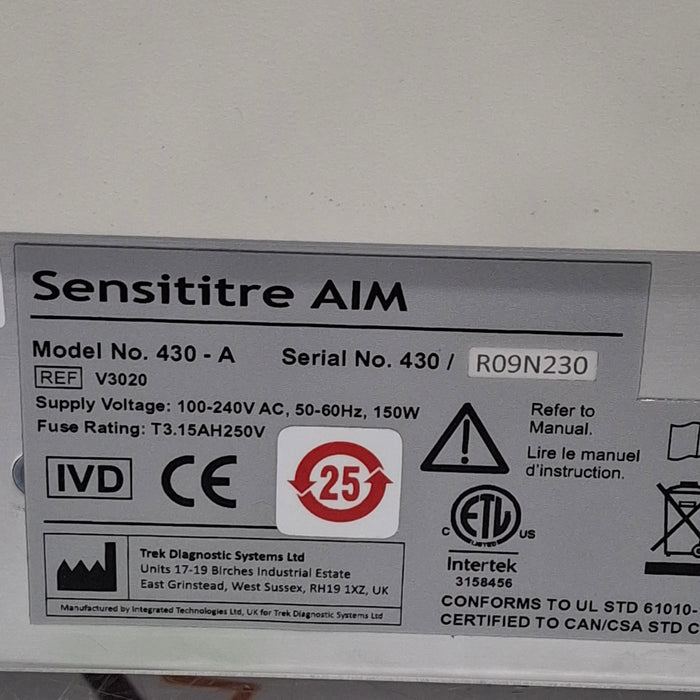 Sensititre AIM
Model No. 430 - A Serial No. 430 / R09N230
REF V3020
Supply Voltage: 100-240V AC, 50-60Hz, 150W
Fuse Rating: T3.15AH250V
Refer to
Manual.
Lire le manuel
d'instruction.
IVD CE
25
C ETL US
LISTED
Intertek
3158456
Trek Diagnostic Systems Ltd
Units 17-19 Birches Industrial Estate
East Grinstead, West Sussex, RH19 1XZ, UK
Manufactured by Integrated Technologies Ltd, UK for Trek Diagnostic Systems Ltd
CONFORMS TO UL STD 61010-
CERTIFIED TO CAN/CSA STD C